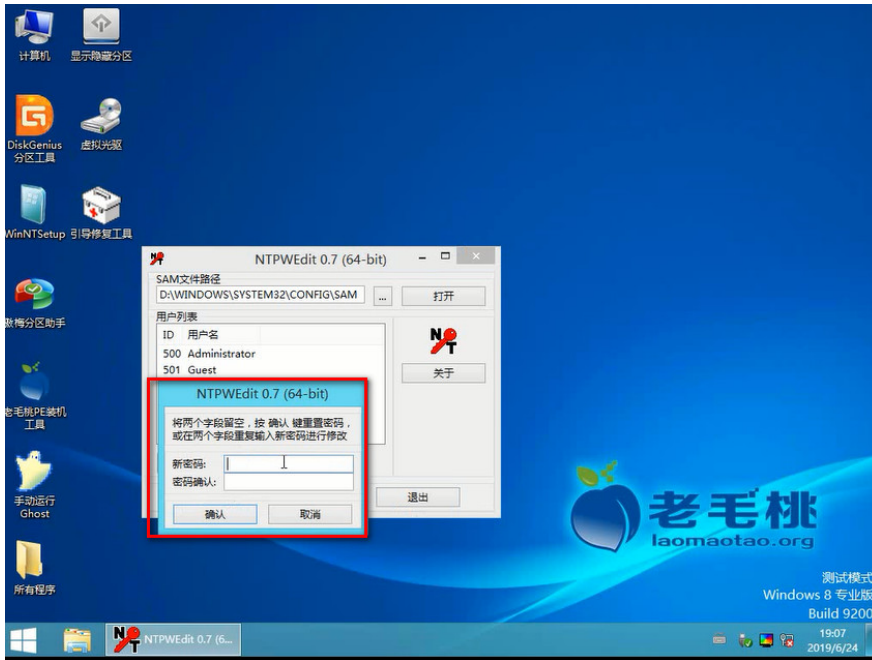 计算机
显示隐藏分区
DiskGenius
分区工具
虚拟光驱
WinNTSetup
引导修复工具
傲梅分区助手
老毛桃PE装机
工具
手动运行
Ghost
所有程序
NTPWEdit 0.7 (64-bit)
SAM文件路径
D:\WINDOWS\SYSTEM32\CONFIG\SAM
...
打开
用户列表
ID 用户名
500 Administrator
501 Guest
关于
退出
NTPWEdit 0.7 (64-bit)
将两个字段留空，按 确认 键重置密码，
或在两个字段重复输入新密码进行修改
新密码:
密码确认:
确认
取消
老毛桃
laomaotao.org
测试模式
Windows 8 专业版
Build 9200
NTPWEdit 0.7 (6...
19:07
2019/6/24